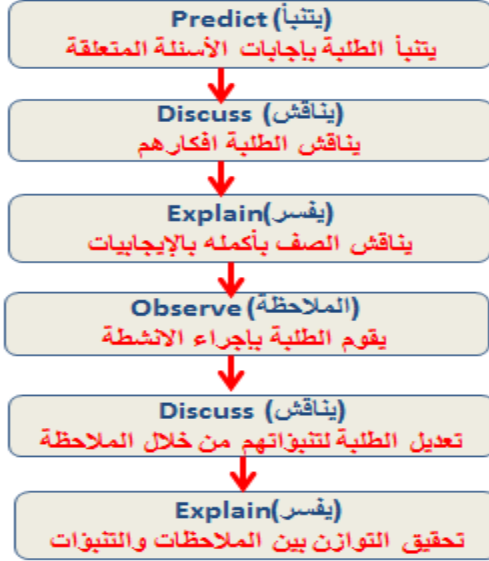 Predict (يتنبأ)
يتنبأ الطلبة بإجابات الأسئلة المتعلقة
Discuss (يناقش)
يناقش الطلبة افكارهم
Explain(يفسر)
يناقش الصف بأكمله بالإيجابيات
Observe (الملاحظة)
يقوم الطلبة بإجراء الانشطة
Discuss (يناقش)
تعديل الطلبة لتنبؤاتهم من خلال الملاحظة
Explain(يفسر)
تحقيق التوازن بين الملاحظات والتنبؤات